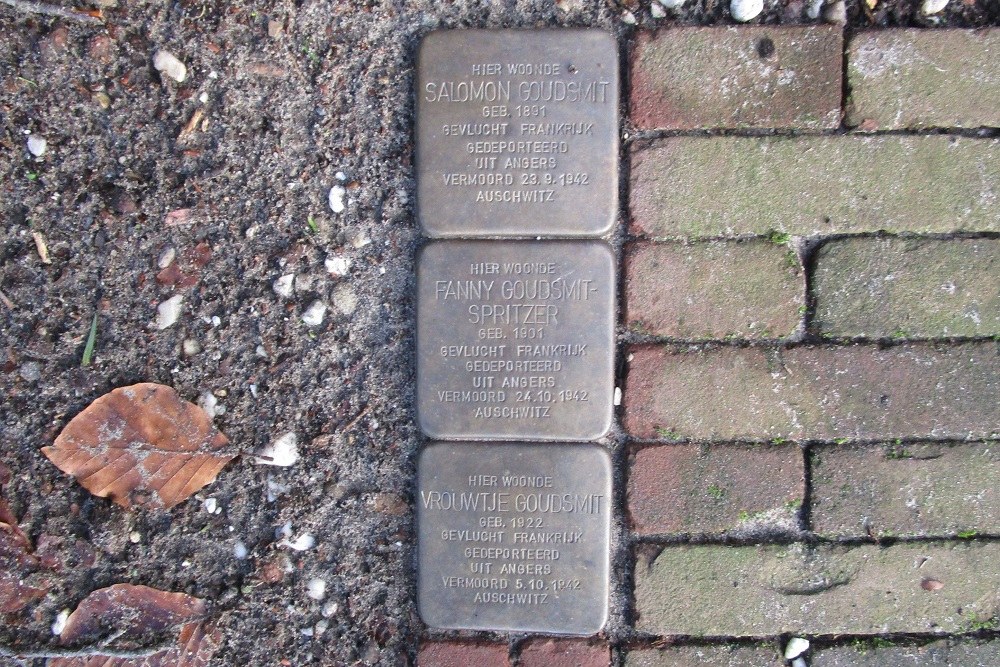 HIER WOONDE
SALOMON GOUDSMIT
GEB. 1891
GEVLUCHT FRANKRIJK
GEDEPORTEERD
UIT ANGERS
VERMOORD 23.9.1942
AUSCHWITZ
HIER WOONDE
FANNY GOUDSMIT-
SPRITZER
GEB. 1901
GEVLUCHT FRANKRIJK
GEDEPORTEERD
UIT ANGERS
VERMOORD 24.10.1942
AUSCHWITZ
HIER WOONDE
VROUWTJE GOUDSMIT
GEB. 1922
GEVLUCHT FRANKRIJK
GEDEPORTEERD
UIT ANGERS
VERMOORD 5.10.1942
AUSCHWITZ